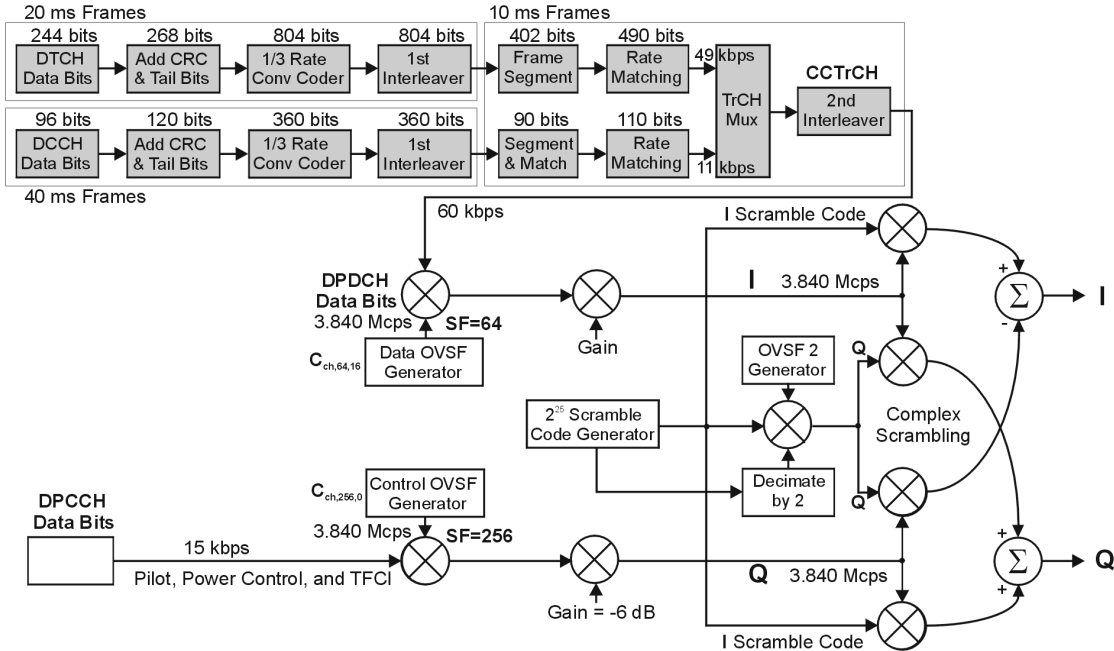 20 ms Frames
10 ms Frames
244 bits
268 bits
804 bits
804 bits
402 bits
490 bits
DTCH
Data Bits
Add CRC
& Tail Bits
1/3 Rate
Conv Coder
1st
Interleaver
Frame
Segment
Rate
Matching
49 kbps
TrCH
Mux
CCTrCH
2nd
Interleaver
96 bits
120 bits
360 bits
360 bits
90 bits
110 bits
DCCH
Data Bits
Add CRC
& Tail Bits
1/3 Rate
Conv Coder
1st
Interleaver
Segment
& Match
Rate
Matching
11 kbps
40 ms Frames
60 kbps
I Scramble Code
DPDCH
Data Bits
3.840 Mcps
SF=64
I
3.840 Mcps
+
Σ
-
I
Gain
C ch,64,16
Data OVSF
Generator
OVSF 2
Generator
Q
2^25 Scramble
Code Generator
Complex
Scrambling
Decimate
by 2
Q
C ch,256,0
Control OVSF
Generator
DPCCH
Data Bits
3.840 Mcps
SF=256
15 kbps
Pilot, Power Control, and TFCI
Gain = -6 dB
Q
3.840 Mcps
+
Σ
+
Q
I Scramble Code